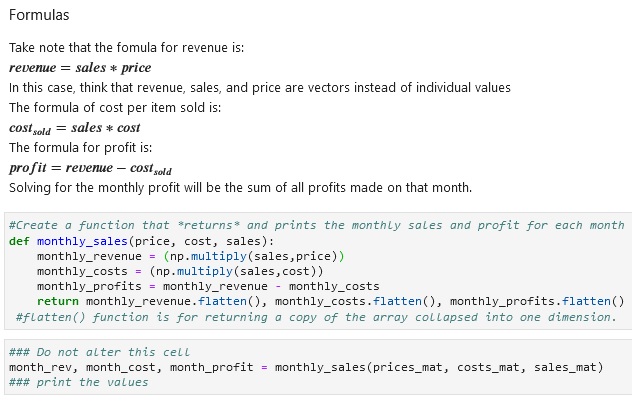 Formulas
Take note that the fomula for revenue is:
revenue = sales * price
In this case, think that revenue, sales, and price are vectors instead of individual values
The formula of cost per item sold is:
cost_sold = sales * cost
The formula for profit is:
profit = revenue − cost_sold
Solving for the monthly profit will be the sum of all profits made on that month.
#Create a function that *returns* and prints the monthly sales and profit for each month
def monthly_sales(price, cost, sales):
    monthly_revenue = (np.multiply(sales,price))
    monthly_costs = (np.multiply(sales,cost))
    monthly_profits = monthly_revenue - monthly_costs
    return monthly_revenue.flatten(), monthly_costs.flatten(), monthly_profits.flatten()
 #flatten() function is for returning a copy of the array collapsed into one dimension.
### Do not alter this cell
month_rev, month_cost, month_profit = monthly_sales(prices_mat, costs_mat, sales_mat)
### print the values